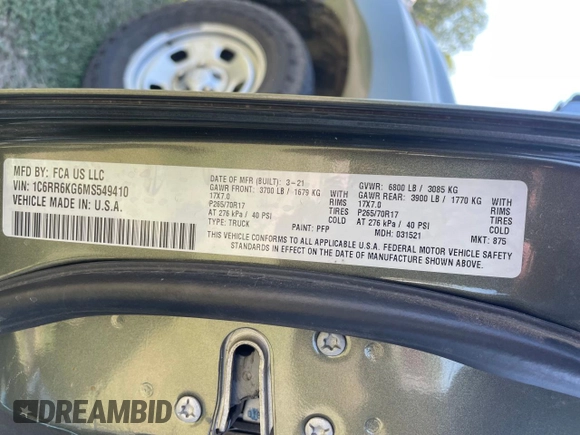 MFD BY: FCA US LLC
VIN: 1C6RR6KG6MS549410
VEHICLE MADE IN: U.S.A.
DATE OF MFR (BUILT): 3-21
GAWR FRONT: 3700 LB / 1679 KG
17X7.0 RIMS
P265/70R17 TIRES
AT 276 kPa / 40 PSI COLD
TYPE: TRUCK PAINT: PFP
GVWR: 6800 LB / 3085 KG
GAWR REAR: 3900 LB / 1770 KG
17X7.0 RIMS
P265/70R17 TIRES
AT 276 kPa / 40 PSI COLD
MDH: 031521 MKT: 875
THIS VEHICLE CONFORMS TO ALL APPLICABLE U.S.A. FEDERAL MOTOR VEHICLE SAFETY
STANDARDS IN EFFECT ON THE DATE OF MANUFACTURE SHOWN ABOVE.
DREAMBID